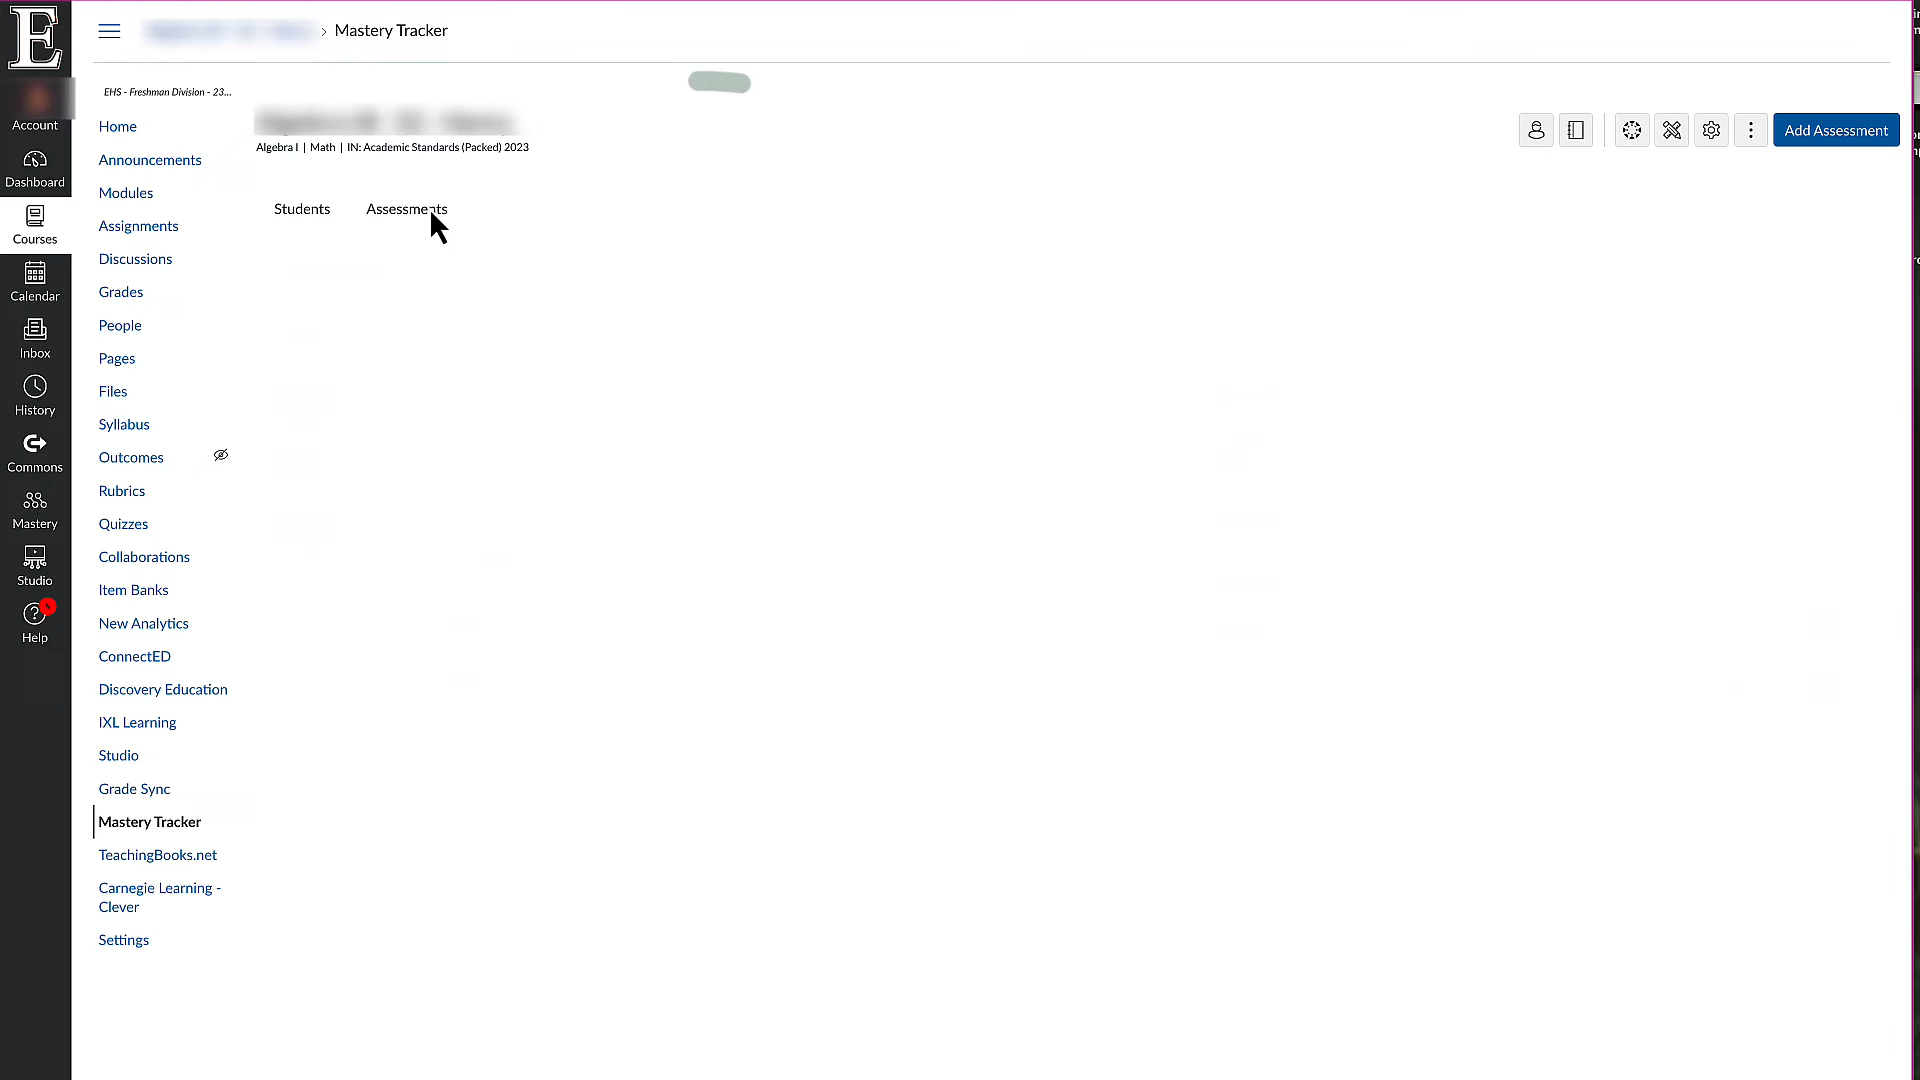 E
Mastery Tracker
EHS - Freshman Division - 23...
Account
Dashboard
Courses
Calendar
Inbox
History
Commons
Mastery
Studio
Help
Home
Announcements
Modules
Assignments
Discussions
Grades
People
Pages
Files
Syllabus
Outcomes
Rubrics
Quizzes
Collaborations
Item Banks
New Analytics
ConnectED
Discovery Education
IXL Learning
Studio
Grade Sync
Mastery Tracker
TeachingBooks.net
Carnegie Learning -
Clever
Settings
Algebra I | Math | IN: Academic Standards (Packed) 2023
Add Assessment
Students Assessments